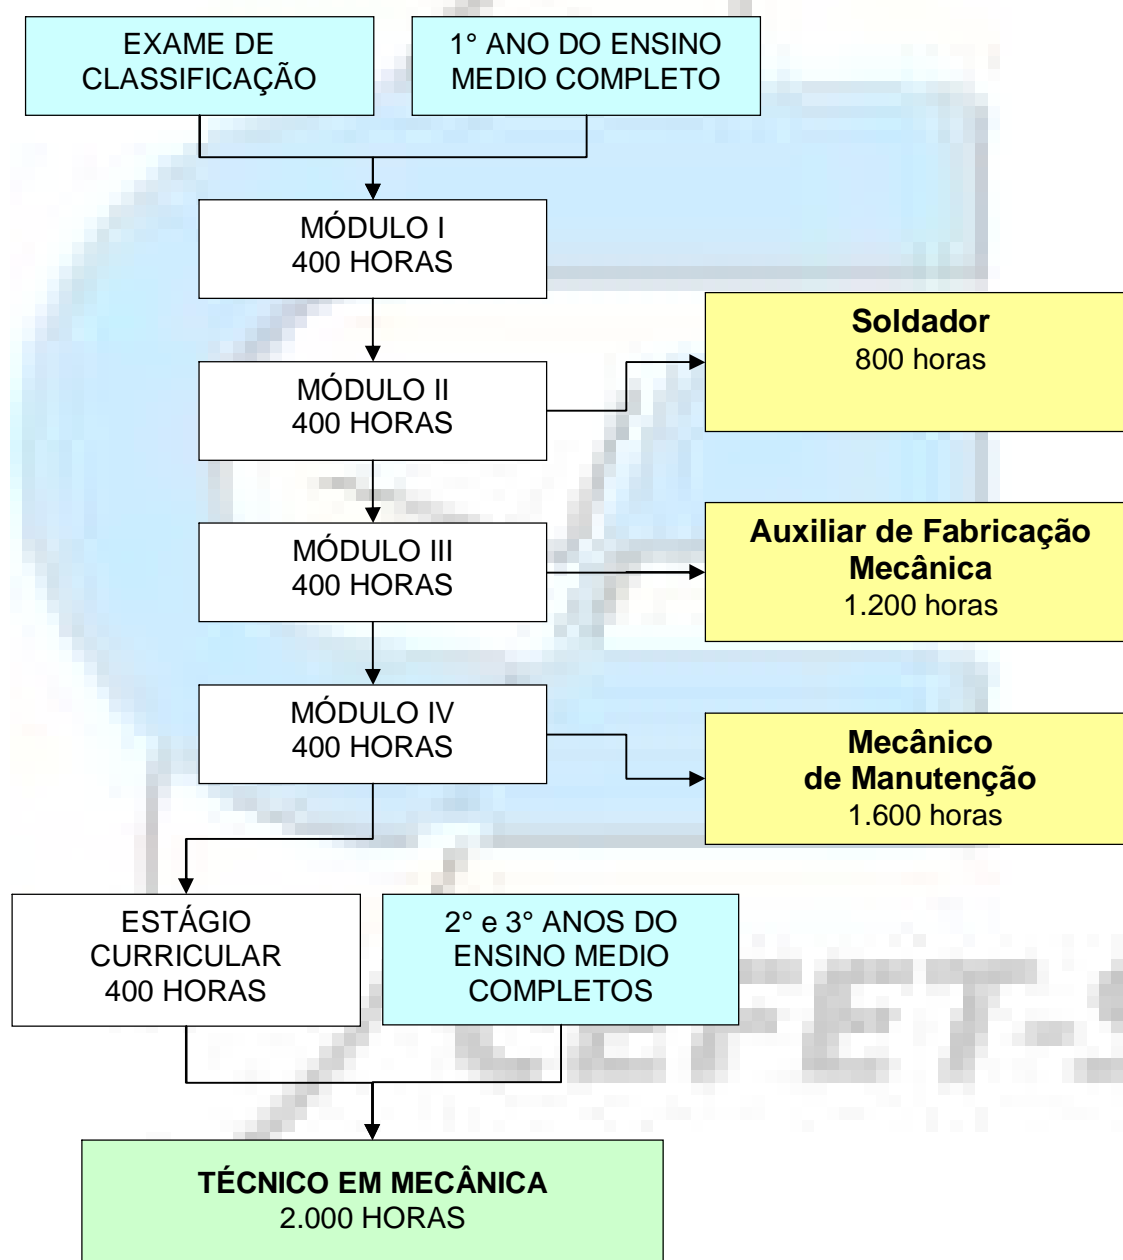 EXAME DE
CLASSIFICAÇÃO
1° ANO DO ENSINO
MEDIO COMPLETO
MÓDULO I
400 HORAS
Soldador
800 horas
MÓDULO II
400 HORAS
Auxiliar de Fabricação
Mecânica
1.200 horas
MÓDULO III
400 HORAS
MÓDULO IV
400 HORAS
Mecânico
de Manutenção
1.600 horas
ESTÁGIO
CURRICULAR
400 HORAS
2° e 3° ANOS DO
ENSINO MEDIO
COMPLETOS
CEFET-S
TÉCNICO EM MECÂNICA
2.000 HORAS